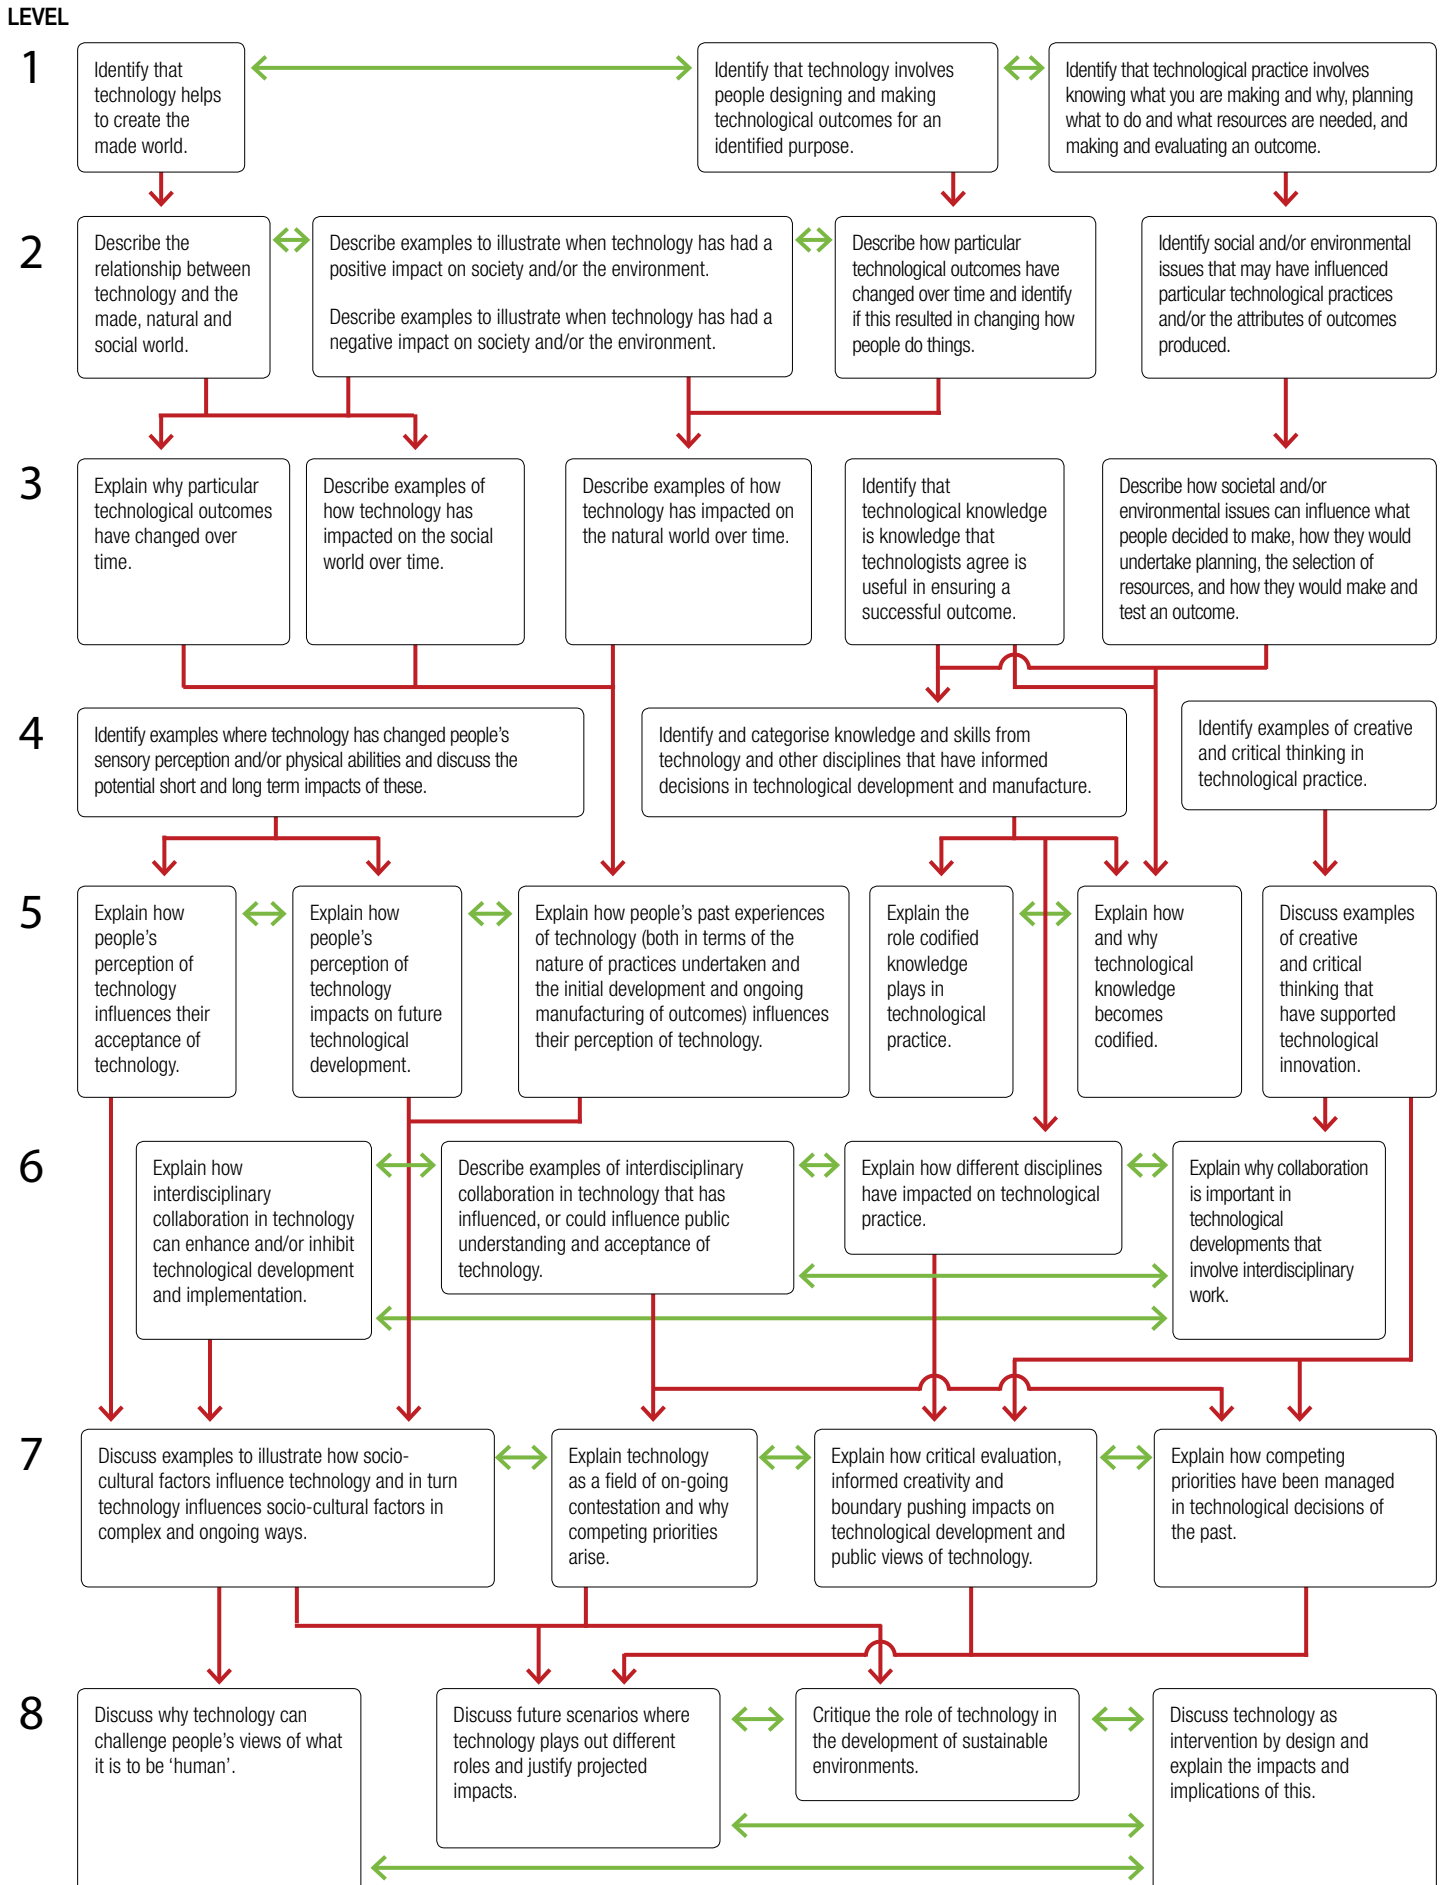 LEVEL
1
Identify that
technology helps
to create the
made world.
Identify that technology involves
people designing and making
technological outcomes for an
identified purpose.
Identify that technological practice involves
knowing what you are making and why, planning
what to do and what resources are needed, and
making and evaluating an outcome.
2
Describe the
relationship between
technology and the
made, natural and
social world.
Describe examples to illustrate when technology has had a
positive impact on society and/or the environment.
Describe examples to illustrate when technology has had a
negative impact on society and/or the environment.
Describe how particular
technological outcomes have
changed over time and identify
if this resulted in changing how
people do things.
Identify social and/or environmental
issues that may have influenced
particular technological practices
and/or the attributes of outcomes
produced.
3
Explain why particular
technological outcomes
have changed over
time.
Describe examples of
how technology has
impacted on the social
world over time.
Describe examples of how
technology has impacted on
the natural world over time.
Identify that
technological knowledge
is knowledge that
technologists agree is
useful in ensuring a
successful outcome.
Describe how societal and/or
environmental issues can influence what
people decided to make, how they would
undertake planning, the selection of
resources, and how they would make and
test an outcome.
4
Identify examples where technology has changed people's
sensory perception and/or physical abilities and discuss the
potential short and long term impacts of these.
Identify and categorise knowledge and skills from
technology and other disciplines that have informed
decisions in technological development and manufacture.
Identify examples of creative
and critical thinking in
technological practice.
5
Explain how
people's
perception of
technology
influences their
acceptance of
technology.
Explain how
people's
perception of
technology
impacts on future
technological
development.
Explain how people's past experiences
of technology (both in terms of the
nature of practices undertaken and
the initial development and ongoing
manufacturing of outcomes) influences
their perception of technology.
Explain the
role codified
knowledge
plays in
technological
practice.
Explain how
and why
technological
knowledge
becomes
codified.
Discuss examples
of creative
and critical
thinking that
have supported
technological
innovation.
6
Explain how
interdisciplinary
collaboration in technology
can enhance and/or inhibit
technological development
and implementation.
Describe examples of interdisciplinary
collaboration in technology that has
influenced, or could influence public
understanding and acceptance of
technology.
Explain how different disciplines
have impacted on technological
practice.
Explain why collaboration
is important in
technological
developments that
involve interdisciplinary
work.
7
Discuss examples to illustrate how socio-
cultural factors influence technology and in turn
technology influences socio-cultural factors in
complex and ongoing ways.
Explain technology
as a field of on-going
contestation and why
competing priorities
arise.
Explain how critical evaluation,
informed creativity and
boundary pushing impacts on
technological development and
public views of technology.
Explain how competing
priorities have been managed
in technological decisions of
the past.
8
Discuss why technology can
challenge people's views of what
it is to be ‘human’.
Discuss future scenarios where
technology plays out different
roles and justify projected
impacts.
Critique the role of technology in
the development of sustainable
environments.
Discuss technology as
intervention by design and
explain the impacts and
implications of this.